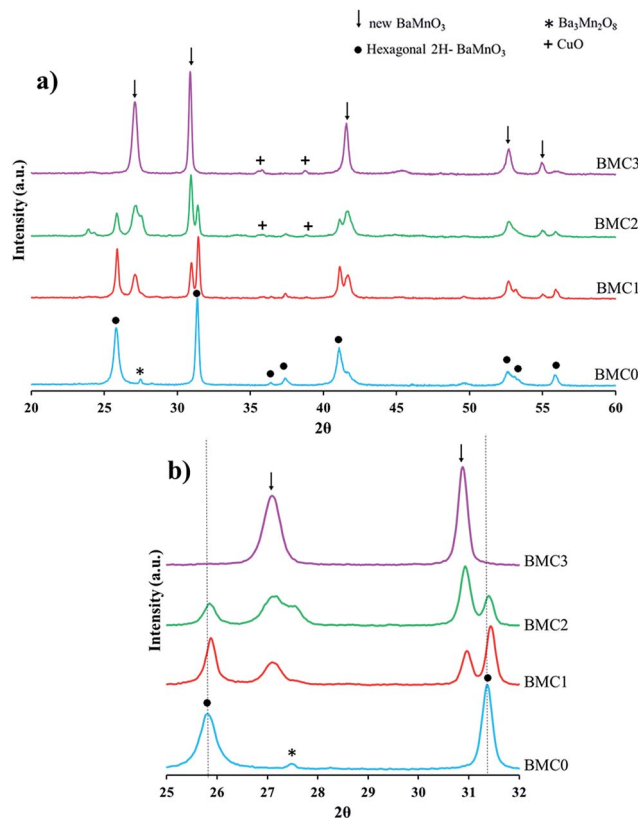 ↓ new BaMnO₃
* Ba₃Mn₂O₈
● Hexagonal 2H- BaMnO₃
+ CuO
a)
Intensity (a.u.)
BMC3
BMC2
BMC1
BMC0
20 25 30 35 40 45 50 55 60
2θ
b)
Intensity (a.u.)
BMC3
BMC2
BMC1
BMC0
25 26 27 28 29 30 31 32
2θ